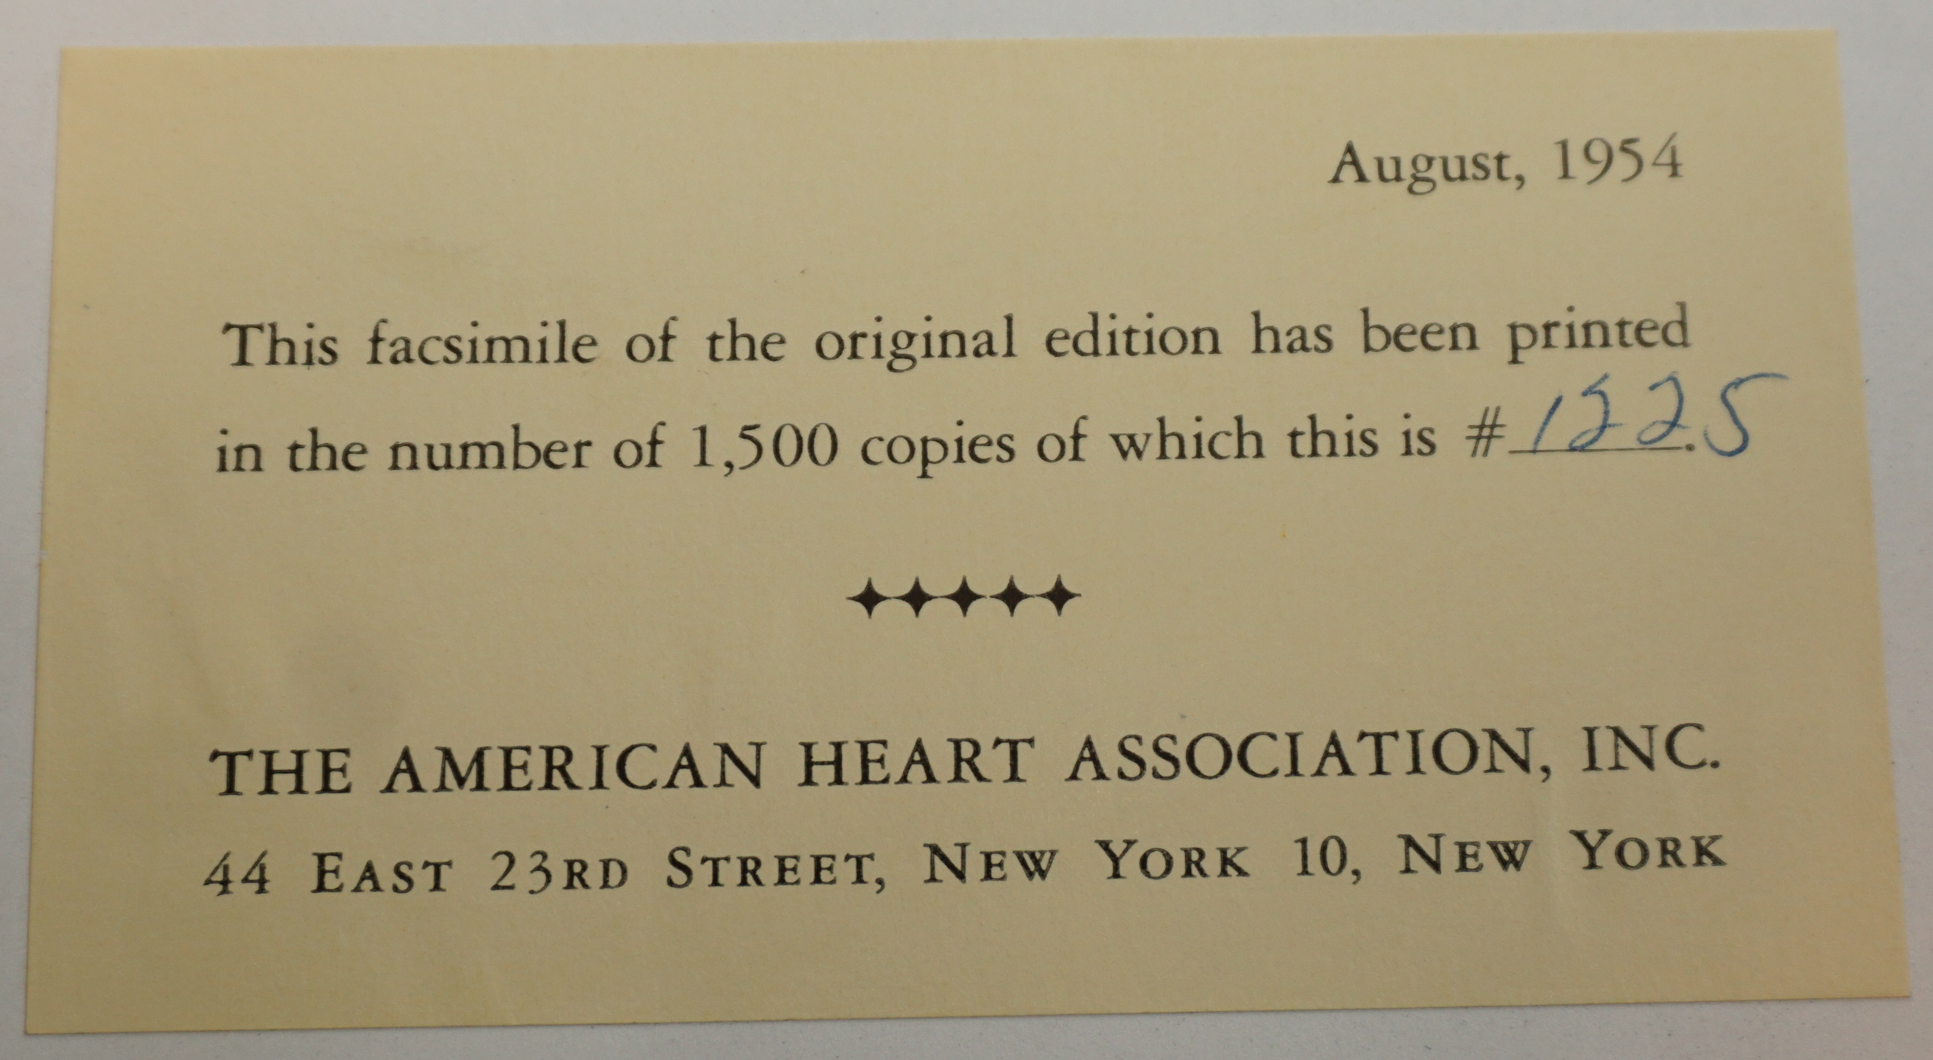 August, 1954
This facsimile of the original edition has been printed
in the number of 1,500 copies of which this is #1225.
THE AMERICAN HEART ASSOCIATION, INC.
44 EAST 23RD STREET, NEW YORK 10, NEW YORK